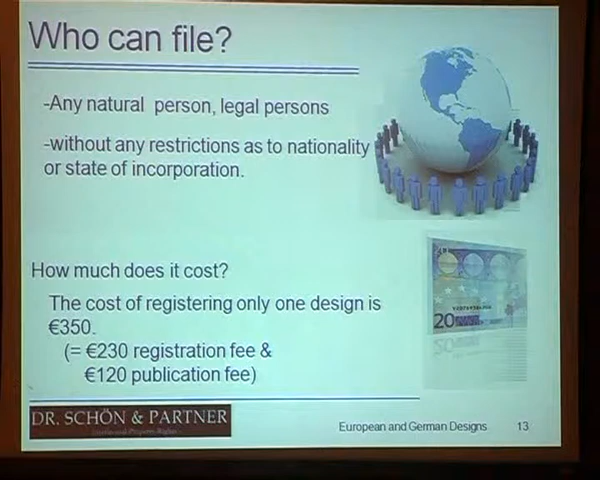 Who can file?
-Any natural person, legal persons
-without any restrictions as to nationality
or state of incorporation.
How much does it cost?
The cost of registering only one design is
€350.
(= €230 registration fee &
€120 publication fee)
20
DR. SCHÖN & PARTNER
European and German Designs
13